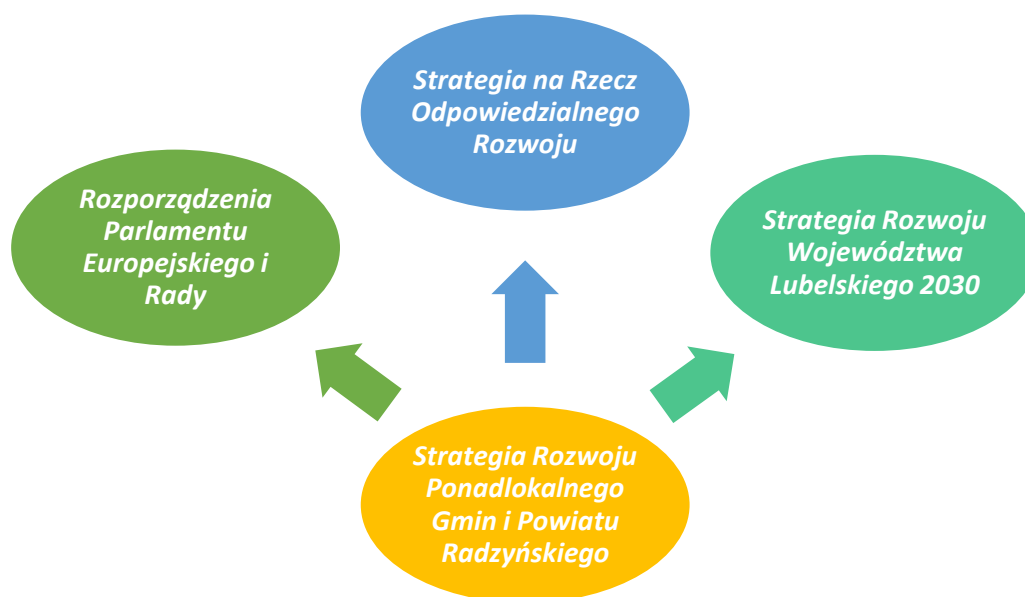 Strategia na Rzecz
Odpowiedzialnego
Rozwoju
Rozporządzenia
Parlamentu
Europejskiego i
Rady
Strategia Rozwoju
Województwa
Lubelskiego 2030
Strategia Rozwoju
Ponadlokalnego
Gmin i Powiatu
Radzyńskiego